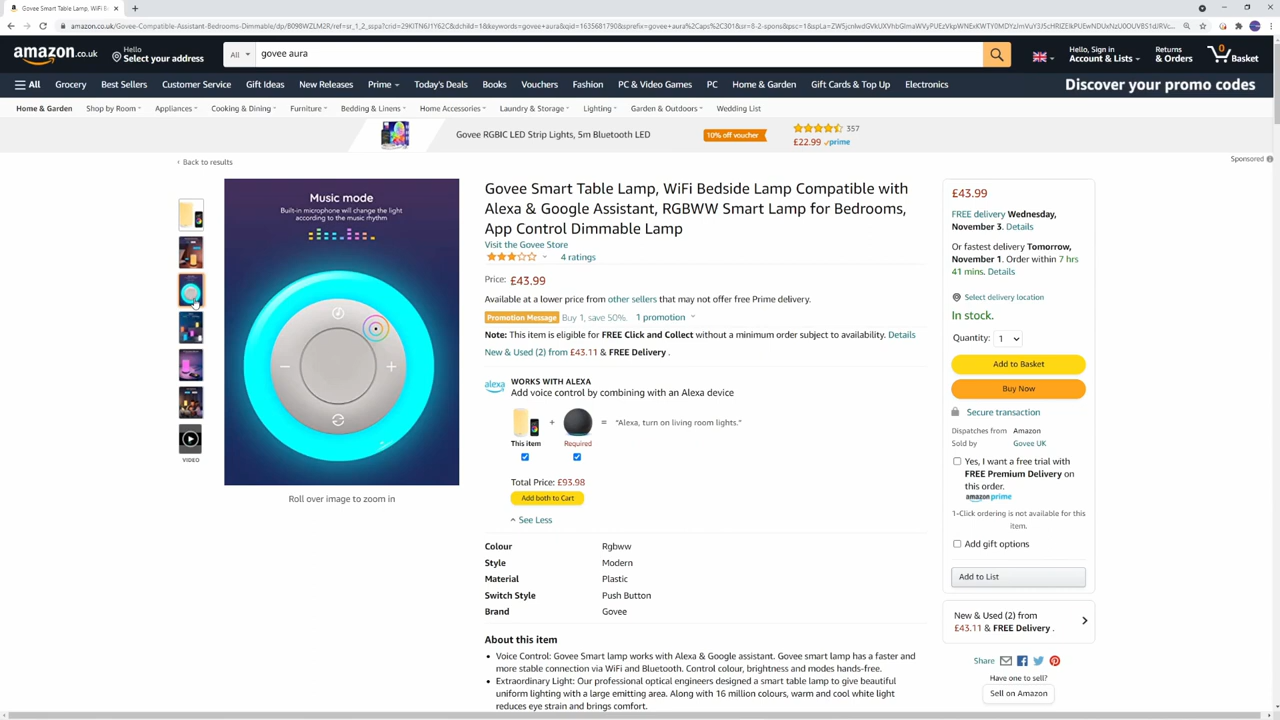 Govee Smart Table Lamp, WiFi B
amazon.co.uk
Hello
Select your address
All
govee aura
Hello, Sign in
Account & Lists
Returns
& Orders
0
Basket
All
Grocery
Best Sellers
Customer Service
Gift Ideas
New Releases
Prime
Today's Deals
Books
Vouchers
Fashion
PC & Video Games
PC
Home & Garden
Gift Cards & Top Up
Electronics
Discover your promo codes
Home & Garden
Shop by Room
Appliances
Cooking & Dining
Furniture
Bedding & Linens
Home Accessories
Laundry & Storage
Lighting
Garden & Outdoors
Wedding List
Govee RGBIC LED Strip Lights, 5m Bluetooth LED
10% off voucher
357
£22.99 prime
Sponsored
‹ Back to results
Music mode
Built-in microphone will change the light
according to the music rhythm
VIDEO
Roll over image to zoom in
Govee Smart Table Lamp, WiFi Bedside Lamp Compatible with
Alexa & Google Assistant, RGBWW Smart Lamp for Bedrooms,
App Control Dimmable Lamp
Visit the Govee Store
4 ratings
Price: £43.99
Available at a lower price from other sellers that may not offer free Prime delivery.
Promotion Message Buy 1, save 50%. 1 promotion
Note: This item is eligible for FREE Click and Collect without a minimum order subject to availability. Details
New & Used (2) from £43.11 & FREE Delivery .
alexa
WORKS WITH ALEXA
Add voice control by combining with an Alexa device
+
= "Alexa, turn on living room lights."
This item
Required
Total Price: £93.98
Add both to Cart
See Less
Colour Rgbww
Style Modern
Material Plastic
Switch Style Push Button
Brand Govee
About this item
• Voice Control: Govee Smart lamp works with Alexa & Google assistant. Govee smart lamp has a faster and
more stable connection via WiFi and Bluetooth. Control colour, brightness and modes hands-free.
• Extraordinary Light: Our professional optical engineers designed a smart table lamp to give beautiful
uniform lighting with a large emitting area. Along with 16 million colours, warm and cool white light
reduces eye strain and brings comfort.
£43.99
FREE delivery Wednesday,
November 3. Details
Or fastest delivery Tomorrow,
November 1. Order within 7 hrs
41 mins. Details
Select delivery location
In stock.
Quantity: 1
Add to Basket
Buy Now
Secure transaction
Dispatches from Amazon
Sold by Govee UK
Yes, I want a free trial with
FREE Premium Delivery on
this order.
amazon prime
1-Click ordering is not available for this
item.
Add gift options
Add to List
New & Used (2) from
£43.11 & FREE Delivery .
Share
Have one to sell?
Sell on Amazon